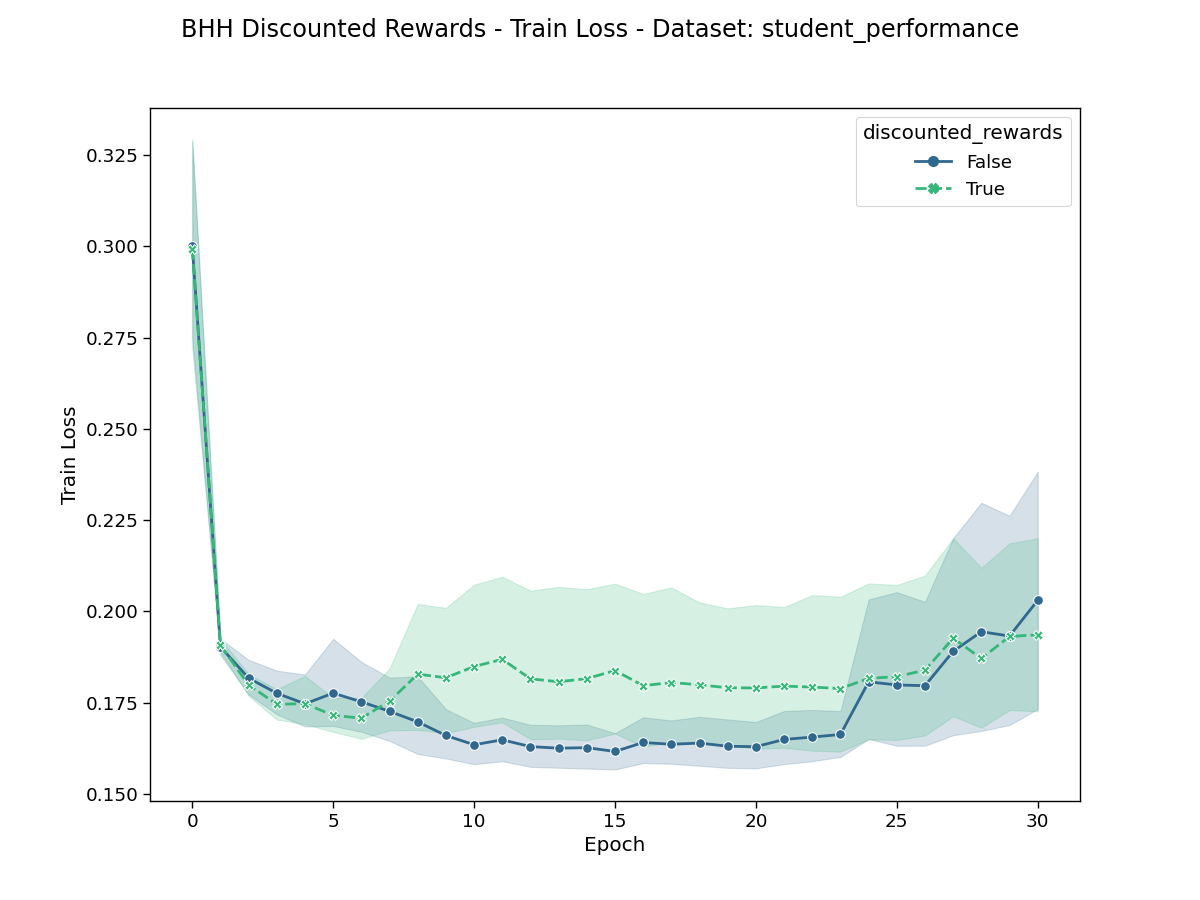 BHH Discounted Rewards - Train Loss - Dataset: student_performance
discounted_rewards
False
True
Train Loss
0.325
0.300
0.275
0.250
0.225
0.200
0.175
0.150
0 5 10 15 20 25 30
Epoch